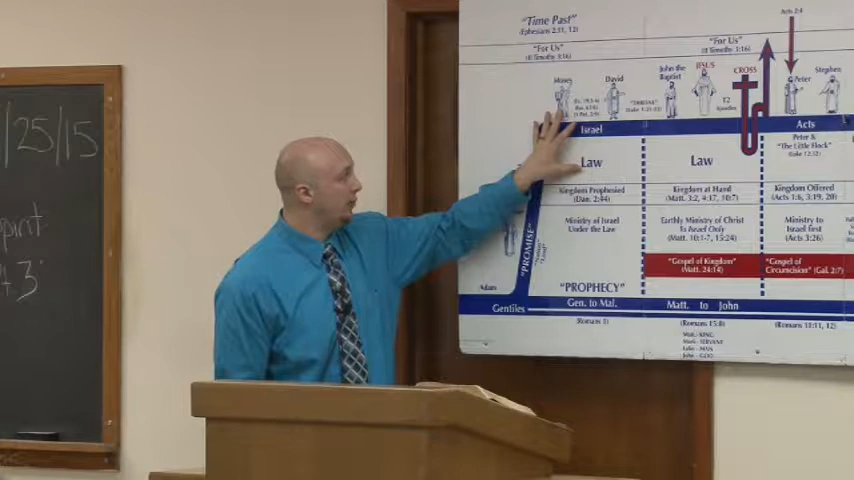 /25/15
pirit
4:3
"Time Past"
(Ephesians 2:11, 12)
"For Us"
(II Timothy 3:16)
"For Us"
(II Timothy 3:16)
Acts 2:4
Moses
David
"THRONE"
John the
Baptist
JESUS
CROSS
12
Apostles
Peter
Stephen
Israel
Acts
Law
Law
Peter &
"The Little Flock"
(Luke 12:32)
Kingdom Prophesied
(Dan. 2:44)
Kingdom at Hand
(Matt. 3:2, 4:17, 10:7)
Kingdom Offered
(Acts 1:6, 3:19, 20)
Ministry of Israel
Under the Law
Earthly Ministry of Christ
To Israel Only
(Matt. 10:1-7, 15:24)
Ministry to
Israel first
(Acts 3:26)
"PROMISE"
"Nation"
"Land"
"Gospel of Kingdom"
(Matt. 24:14)
"Gospel of
Circumcision" (Gal. 2:7)
Adam
"PROPHECY"
Gentiles
Gen. to Mal.
Matt. to John
(Romans 1)
(Romans 15:8)
(Romans 11:11, 12)
Matt.- KING
Mark - SERVANT
Luke - MAN
John - GOD